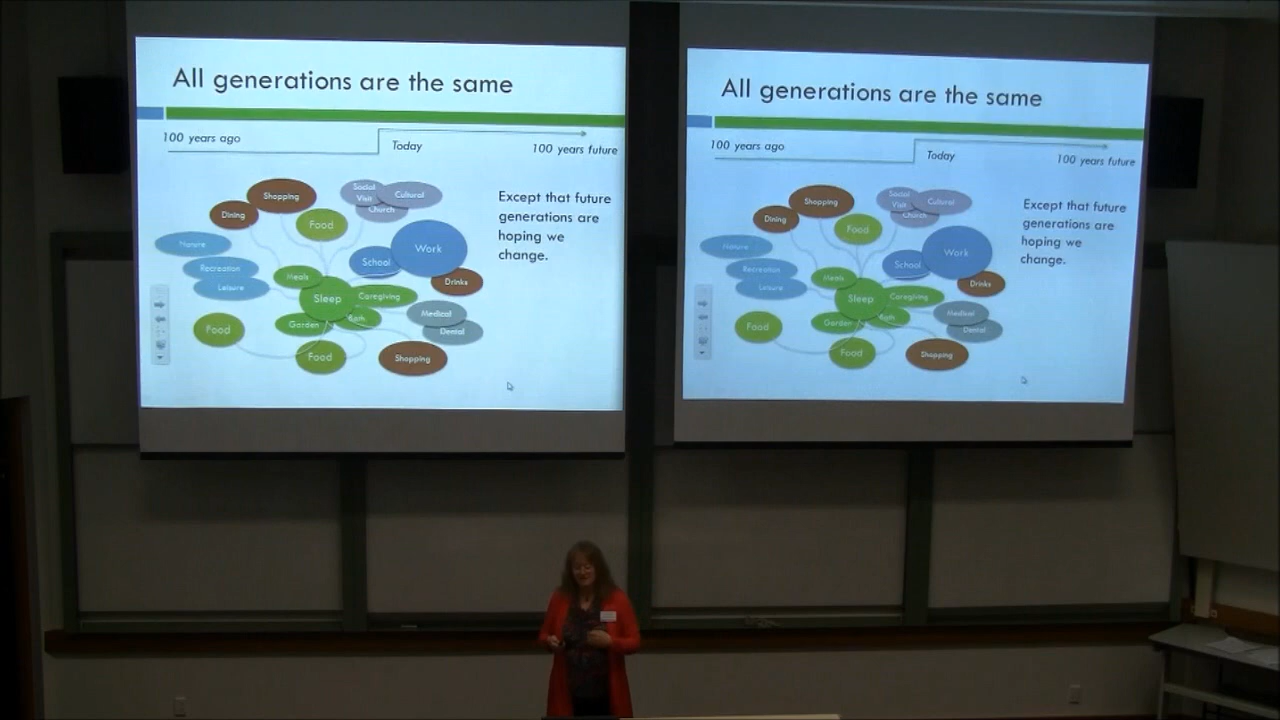 All generations are the same
100 years ago
Today
100 years future
Shopping
Social
Visit
Cultural
Church
Dining
Food
Nature
Work
School
Recreation
Meals
Drinks
Leisure
Sleep
Caregiving
Medical
Garden
Bath
Dental
Food
Food
Shopping
Except that future
generations are
hoping we
change.
All generations are the same
100 years ago
Today
100 years future
Shopping
Social
Visit
Cultural
Church
Dining
Food
Nature
Work
School
Recreation
Meals
Drinks
Leisure
Sleep
Caregiving
Medical
Garden
Bath
Dental
Food
Food
Shopping
Except that future
generations are
hoping we
change.